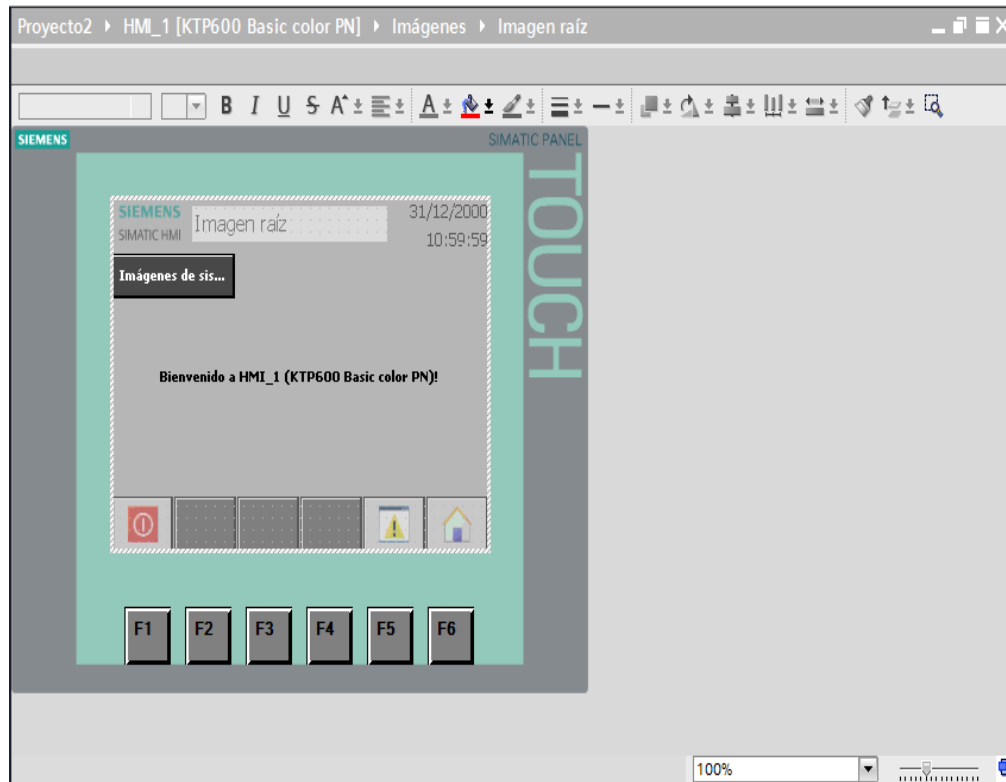 Proyecto2 ▸ HMI_1 [KTP600 Basic color PN] ▸ Imágenes ▸ Imagen raíz
B I U S A A
SIEMENS
SIMATIC PANEL
TOUCH
SIEMENS
SIMATIC HMI
Imagen raíz
31/12/2000
10:59:59
Imágenes de sis...
Bienvenido a HMI_1 (KTP600 Basic color PN)!
F1 F2 F3 F4 F5 F6
100%